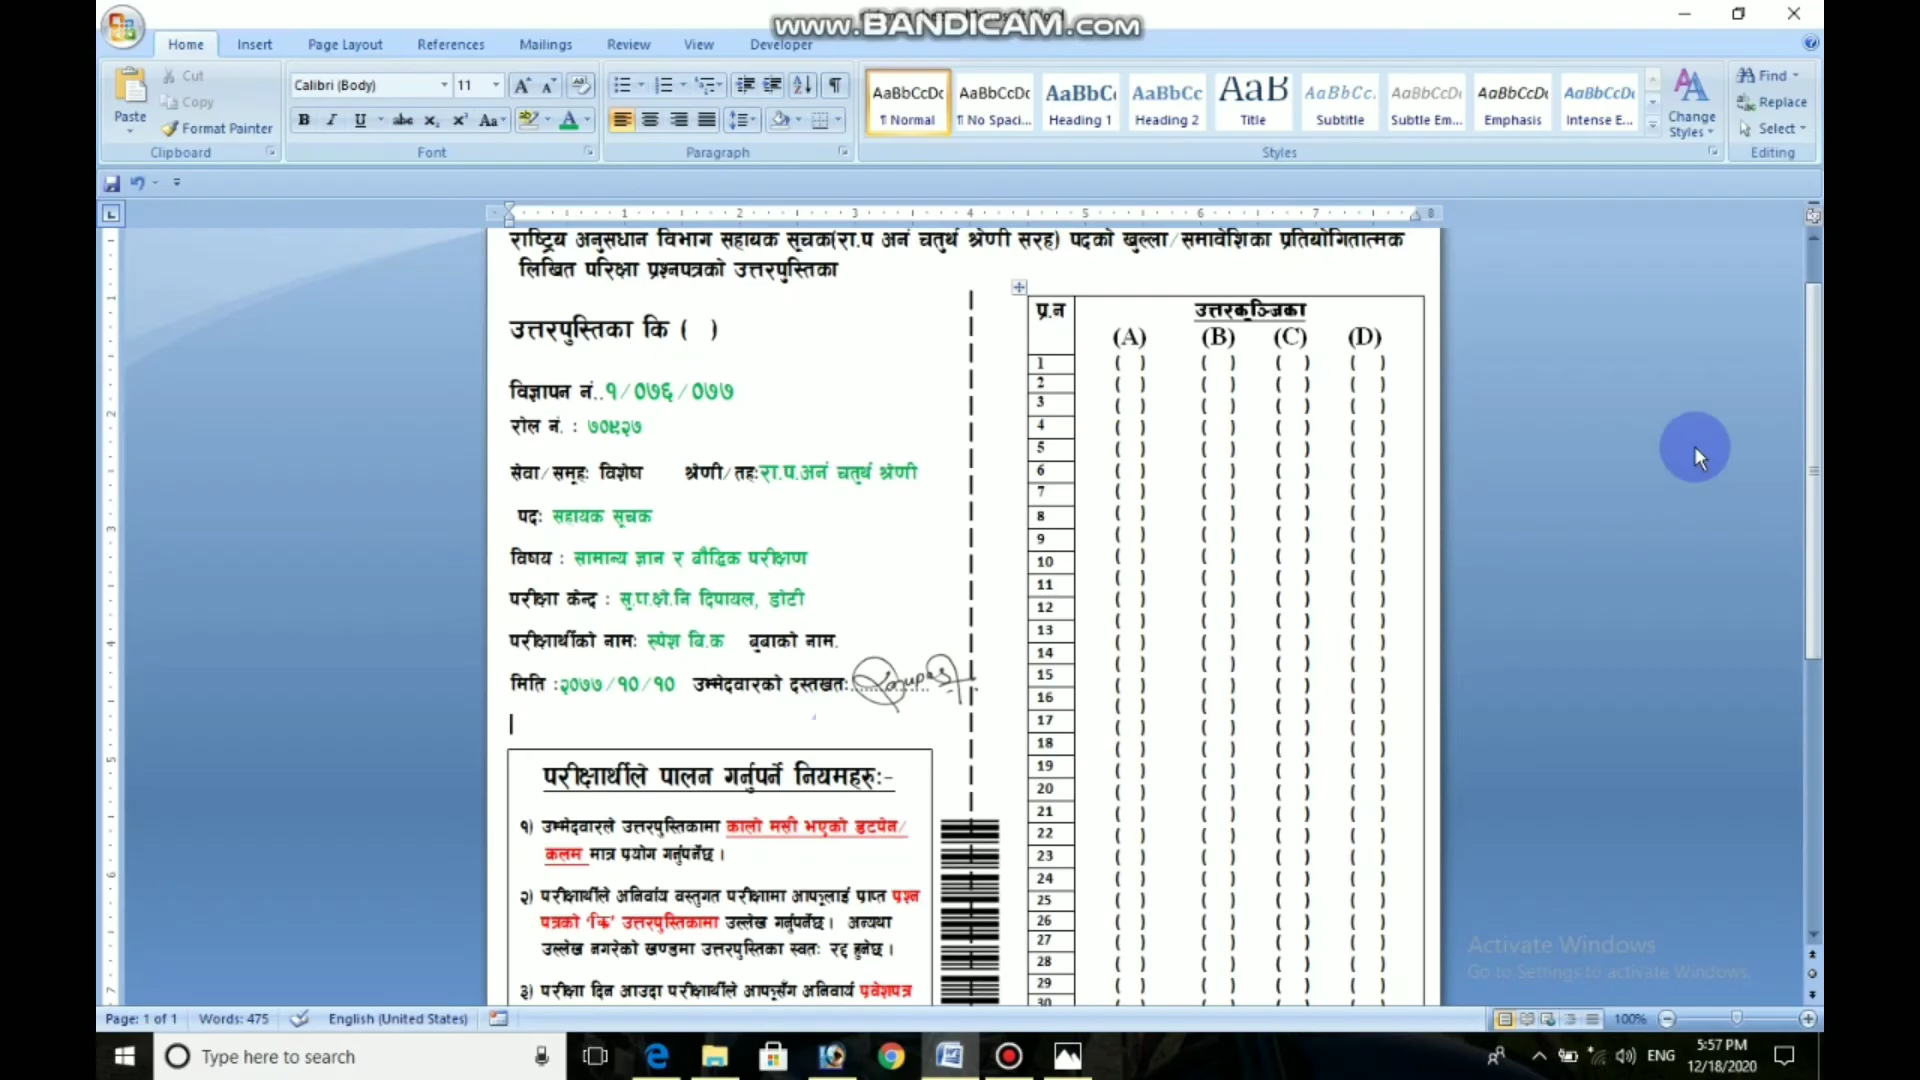 www.BANDICAM.com
Home Insert Page Layout References Mailings Review View Developer
Paste
Cut
Copy
Format Painter
Clipboard
Calibri (Body) 11
Font
Paragraph
AaBbCcDc AaBbCcDc AaBbC AaBbCc AaB AaBbCc. AaBbCcDt AaBbCcDt AaBbCcDt
¶ Normal ¶ No Spaci... Heading 1 Heading 2 Title Subtitle Subtle Em... Emphasis Intense E...
Change Styles
Styles
Find
Replace
Select
Editing
राष्ट्रिय अनुसधान विभाग सहायक सूचक(रा.प अनं चतुर्थ श्रेणी सरह) पदको खुल्ला/समावेशिका प्रतियोगितात्मक
लिखित परिक्षा प्रश्नपत्रको उत्तरपुस्तिका
उत्तरपुस्तिका कि ( )
विज्ञापन नं..१/०७६/०७७
रोल नं. : ७०९२७
सेवा/समूहः विशेष श्रेणी/तहःरा.प.अनं चतुर्थ श्रेणी
पदः सहायक सूचक
विषय : सामान्य ज्ञान र बौद्धिक परीक्षण
परीक्षा केन्द्र : सु.प.क्षे.नि दिपायल, डोटी
परीक्षार्थीको नामः रुपेश बि.क बुबाको नाम.
मिति :२०७७/१०/१० उम्मेदवारको दस्तखतः
परीक्षार्थीले पालन गर्नुपर्ने नियमहरुः-
१) उम्मेदवारले उत्तरपुस्तिकामा कालो मसी भएको डटपेन/
कलम मात्र प्रयोग गर्नुपर्नेछ ।
२) परीक्षार्थीले अनिवार्य वस्तुगत परीक्षामा आफूलाई प्राप्त प्रश्न
पत्रको ‘कि’ उत्तरपुस्तिकामा उल्लेख गर्नुपर्नेछ । अन्यथा
उल्लेख नगरेको खण्डमा उत्तरपुस्तिका स्वतः रद्द हुनेछ ।
३) परीक्षा दिन आउदा परीक्षार्थीले आफूसँग अनिवार्य प्रवेशपत्र
प्र.न उत्तरकुञ्जिका
(A) (B) (C) (D)
1 ( ) ( ) ( ) ( )
2 ( ) ( ) ( ) ( )
3 ( ) ( ) ( ) ( )
4 ( ) ( ) ( ) ( )
5 ( ) ( ) ( ) ( )
6 ( ) ( ) ( ) ( )
7 ( ) ( ) ( ) ( )
8 ( ) ( ) ( ) ( )
9 ( ) ( ) ( ) ( )
10 ( ) ( ) ( ) ( )
11 ( ) ( ) ( ) ( )
12 ( ) ( ) ( ) ( )
13 ( ) ( ) ( ) ( )
14 ( ) ( ) ( ) ( )
15 ( ) ( ) ( ) ( )
16 ( ) ( ) ( ) ( )
17 ( ) ( ) ( ) ( )
18 ( ) ( ) ( ) ( )
19 ( ) ( ) ( ) ( )
20 ( ) ( ) ( ) ( )
21 ( ) ( ) ( ) ( )
22 ( ) ( ) ( ) ( )
23 ( ) ( ) ( ) ( )
24 ( ) ( ) ( ) ( )
25 ( ) ( ) ( ) ( )
26 ( ) ( ) ( ) ( )
27 ( ) ( ) ( ) ( )
28 ( ) ( ) ( ) ( )
29 ( ) ( ) ( ) ( )
30
Activate Windows
Go to Settings to activate Windows.
Page: 1 of 1 Words: 475 English (United States) 100%
Type here to search
ENG
5:57 PM
12/18/2020